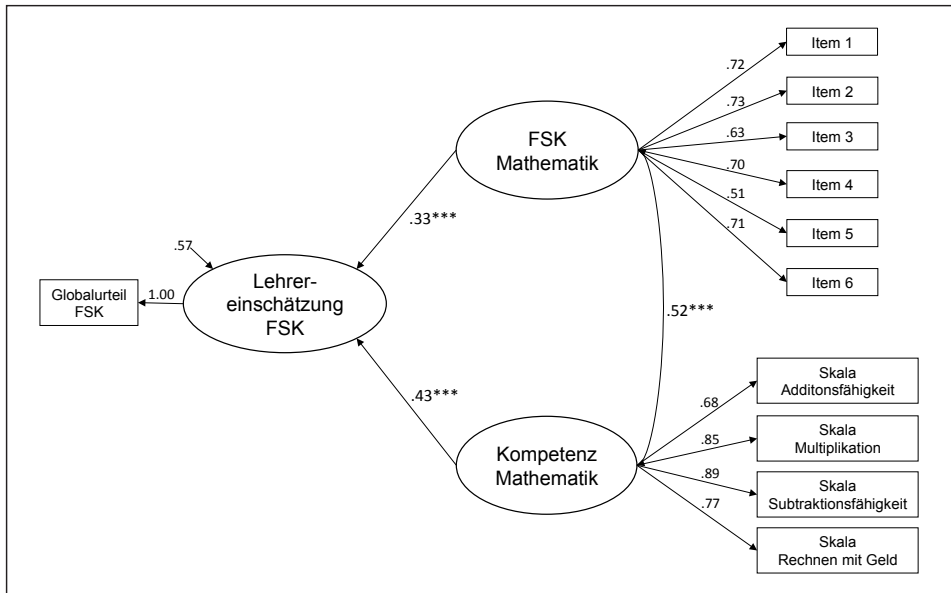 .72
Item 1
.73
Item 2
.63
Item 3
.70
Item 4
.51
Item 5
.71
Item 6
FSK
Mathematik
.33***
.57
Lehrer-
einschätzung
FSK
1.00
Globalurteil
FSK
.52***
.43***
Kompetenz
Mathematik
.68
Skala
Additonsfähigkeit
.85
Skala
Multiplikation
.89
Skala
Subtraktionsfähigkeit
.77
Skala
Rechnen mit Geld